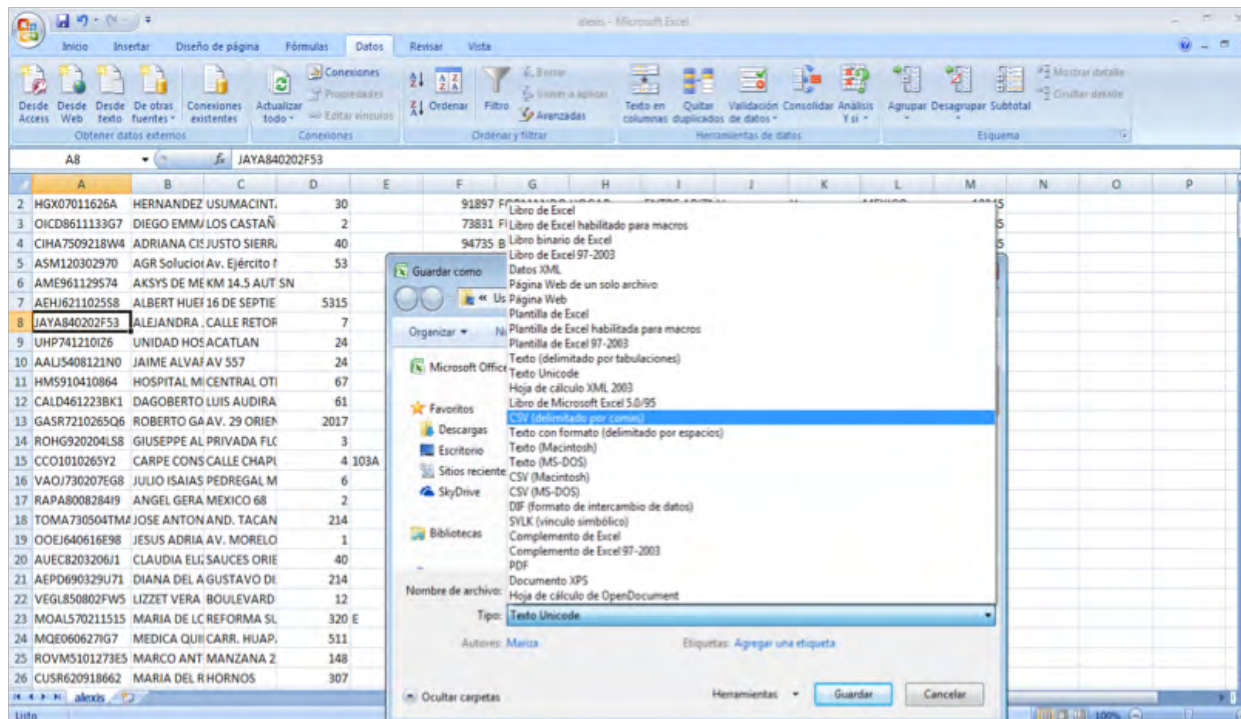 alexis - Microsoft Excel
Inicio Insertar Diseño de página Fórmulas Datos Revisar Vista
Desde Access Desde Web Desde texto De otras fuentes Conexiones existentes Actualizar todo Conexiones Propiedades Editar vínculos Ordenar Filtro Borrar Volver a aplicar Avanzadas Texto en columnas Quitar duplicados Validación de datos Consolidar Análisis Y si Agrupar Desagrupar Subtotal Mostrar detalle Ocultar detalle
Obtener datos externos Conexiones Ordenar y filtrar Herramientas de datos Esquema
A8 fx JAYA840202F53
A B C D E F G H I J K L M N O P
2 HGX07011626A HERNANDEZ USUMACINT. 30 91897
3 OICD8611133G7 DIEGO EMM LOS CASTAÑ 2 73831
4 CIHA7509218W4 ADRIANA CIS JUSTO SIERR. 40 94735 B
5 ASM120302970 AGR Solucion Av. Ejército 53
6 AME961129S74 AKSYS DE ME KM 14.5 AUT SN
7 AEHJ6211025S8 ALBERT HUEF 16 DE SEPTIE 5315
8 JAYA840202F53 ALEJANDRA . CALLE RETOR 7
9 UHP741210IZ6 UNIDAD HOS ACATLAN 24
10 AALJ5408121N0 JAIME ALVAF AV 557 24
11 HMS910410864 HOSPITAL MI CENTRAL OTI 67
12 CALD461223BK1 DAGOBERTO LUIS AUDIRA 61
13 GASR7210265Q6 ROBERTO GA AV. 29 ORIEN 2017
14 ROHG920204LS8 GIUSEPPE AL PRIVADA FLO 3
15 CCO1010265Y2 CARPE CONS CALLE CHAPU 4 103A
16 VAOJ730207EG8 JULIO ISAIAS PEDREGAL M 6
17 RAPA8008284I9 ANGEL GERA MEXICO 68 2
18 TOMA730504TMA JOSE ANTON AND. TACAN 214
19 OOEJ640616E98 JESUS ADRIA AV. MORELO 1
20 AUEC8203206J1 CLAUDIA ELIZ SAUCES ORIE 40
21 AEPD690329U71 DIANA DEL A GUSTAVO DI 214
22 VEGL850802FW5 LIZZET VERA BOULEVARD 12
23 MOAL570211515 MARIA DE LO REFORMA SU 320 E
24 MQE060627IG7 MEDICA QUI CARR. HUAP. 511
25 ROVM5101273E5 MARCO ANT MANZANA 2 148
26 CUSR620918662 MARIA DEL R HORNOS 307
alexis
Listo 100%
Guardar como
« Us
Organizar
Microsoft Office
Favoritos
Descargas
Escritorio
Sitios reciente
SkyDrive
Bibliotecas
Libro de Excel
Libro de Excel habilitado para macros
Libro binario de Excel
Libro de Excel 97-2003
Datos XML
Página Web de un solo archivo
Página Web
Plantilla de Excel
Plantilla de Excel habilitada para macros
Plantilla de Excel 97-2003
Texto (delimitado por tabulaciones)
Texto Unicode
Hoja de cálculo XML 2003
Libro de Microsoft Excel 5.0/95
CSV (delimitado por comas)
Texto con formato (delimitado por espacios)
Texto (Macintosh)
Texto (MS-DOS)
CSV (Macintosh)
CSV (MS-DOS)
DIF (formato de intercambio de datos)
SYLK (vínculo simbólico)
Complemento de Excel
Complemento de Excel 97-2003
PDF
Documento XPS
Hoja de cálculo de OpenDocument
Nombre de archivo:
Tipo: Texto Unicode
Autores: Mariza Etiquetas: Agregar una etiqueta
Ocultar carpetas Herramientas Guardar Cancelar